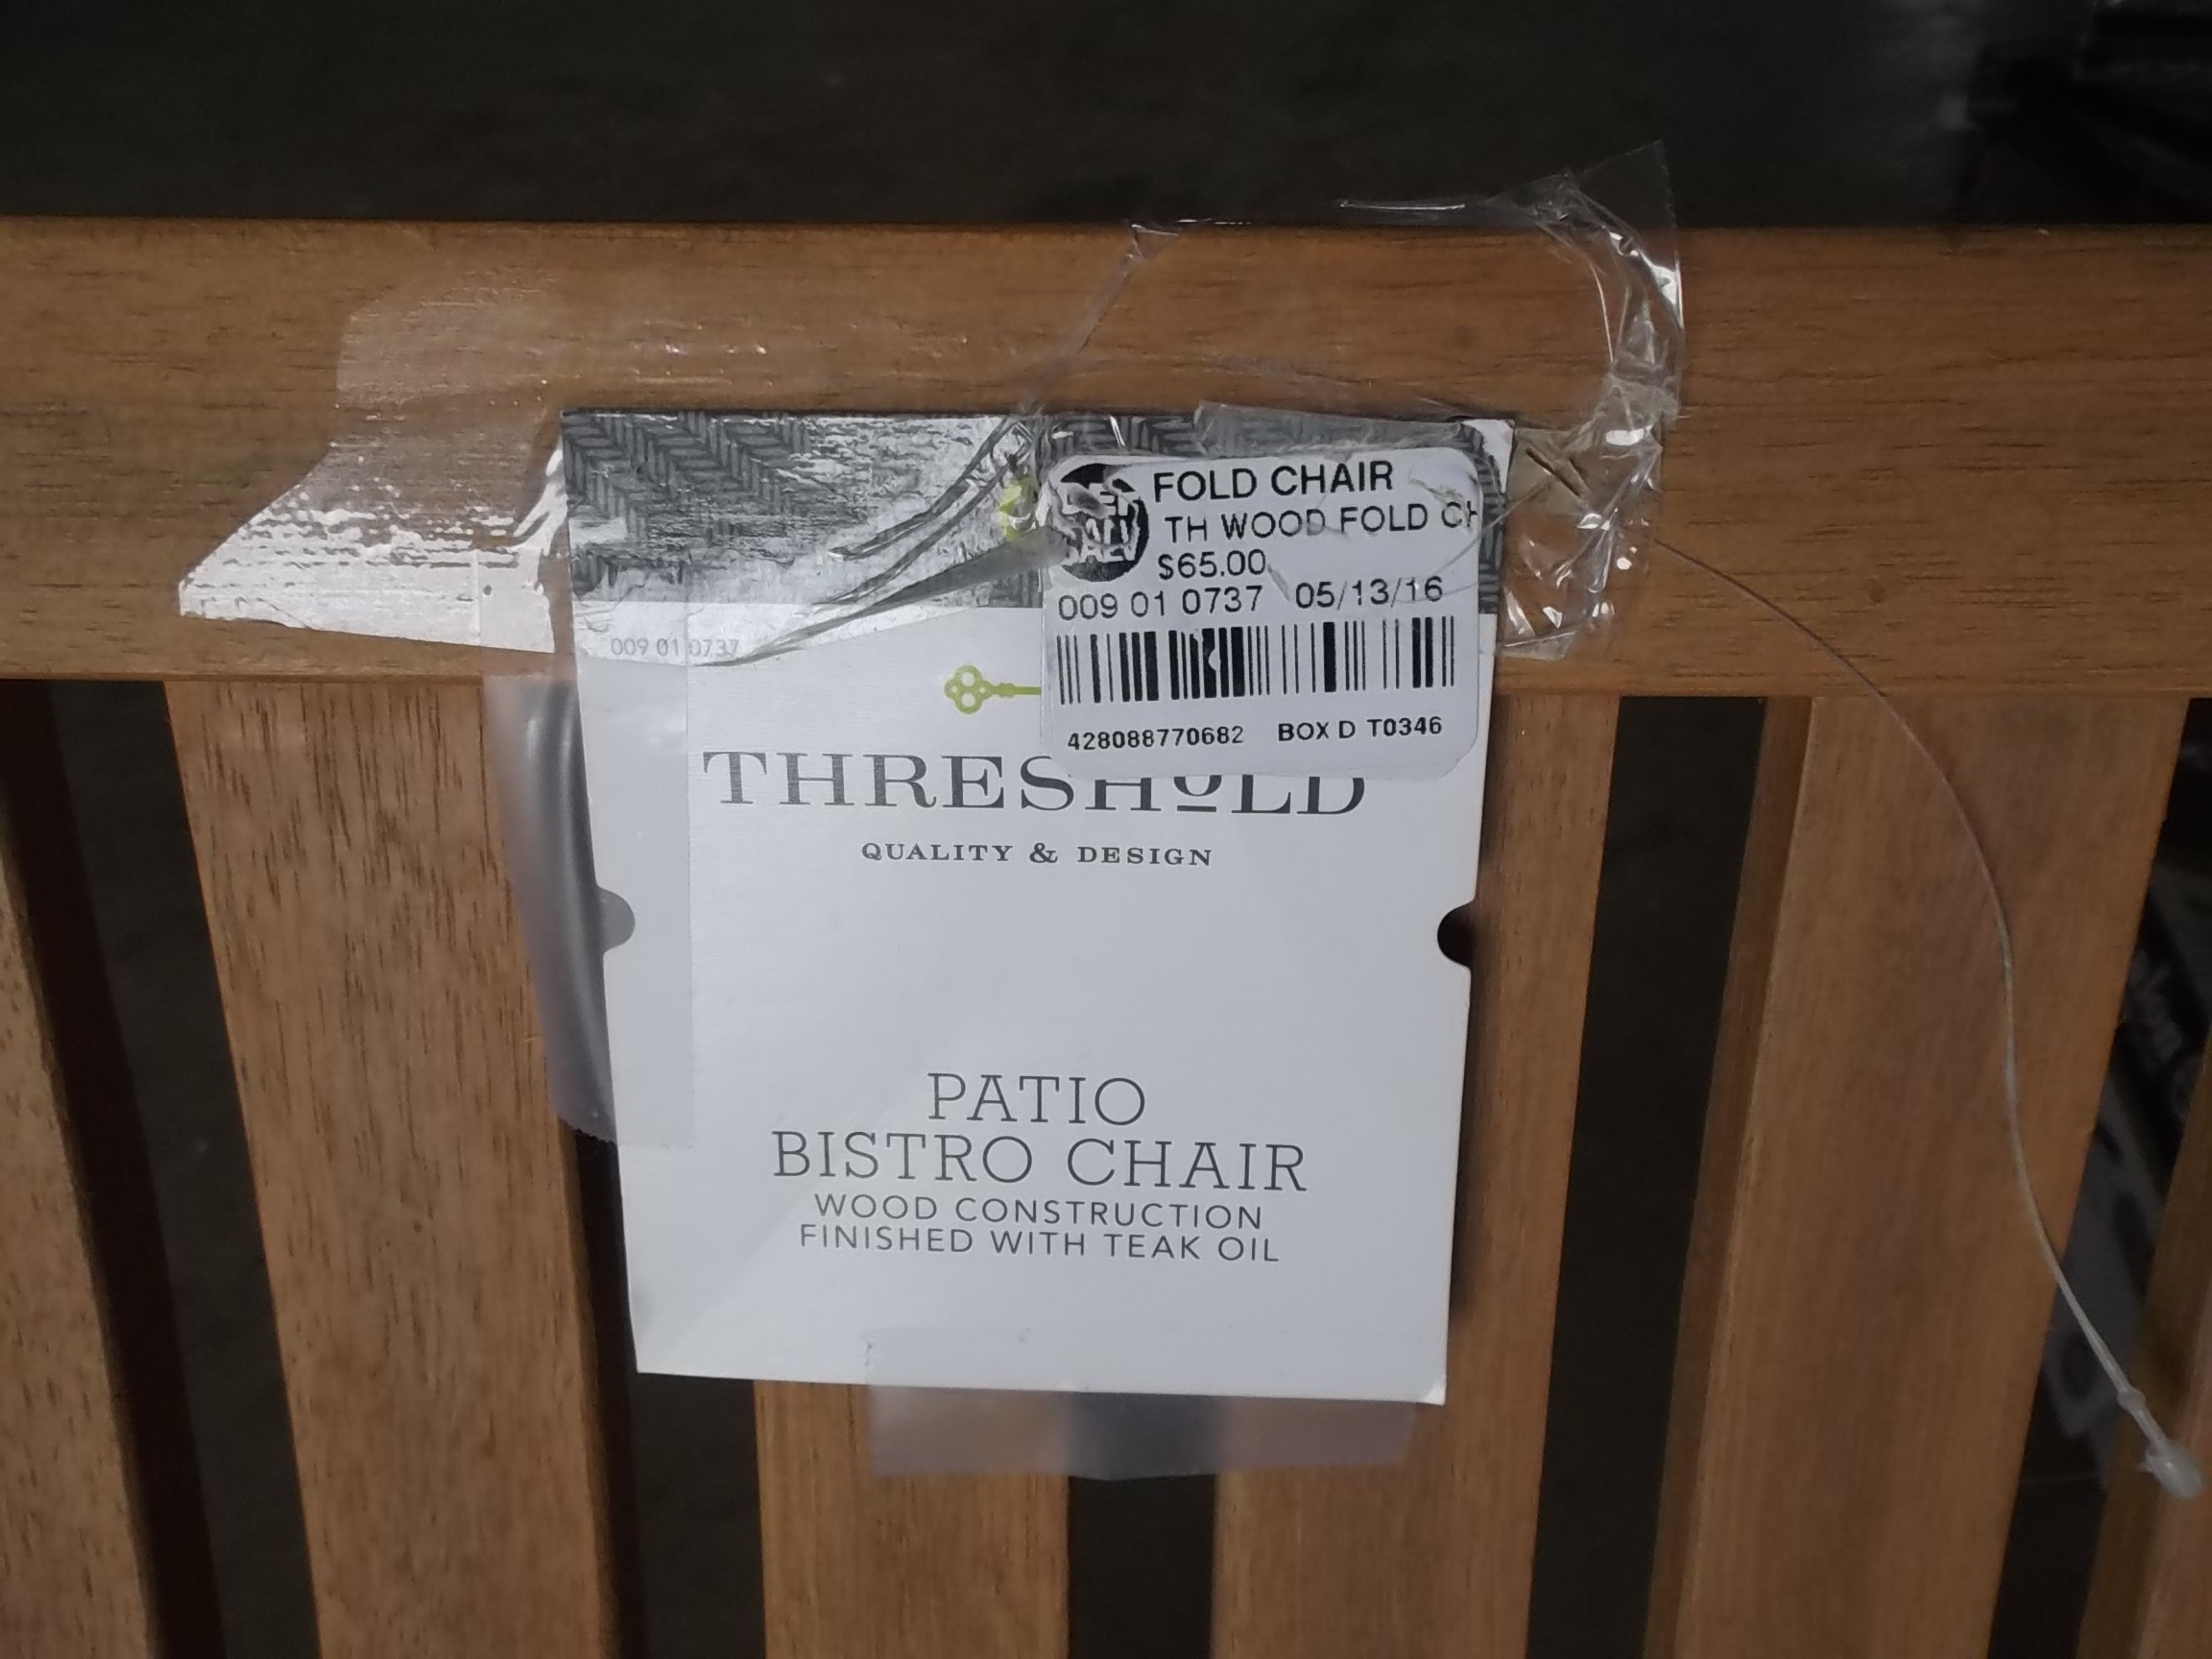 FOLD CHAIR
TH WOOD FOLD CH
$65.00
009 01 0737 05/13/16
428088770682 BOX D T0346
009 01 0737
THRESHOLD
QUALITY & DESIGN
PATIO
BISTRO CHAIR
WOOD CONSTRUCTION
FINISHED WITH TEAK OIL